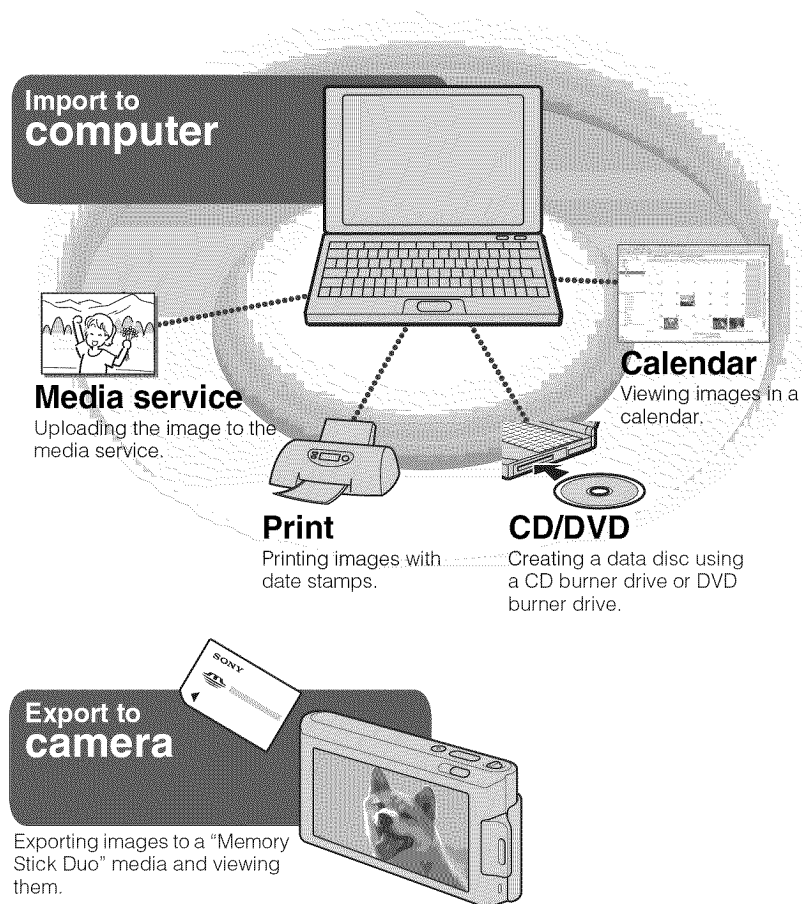 Import to
computer
Media service
Uploading the image to the
media service.
Calendar
Viewing images in a
calendar.
Print
Printing images with
date stamps.
CD/DVD
Creating a data disc using
a CD burner drive or DVD
burner drive.
SONY
Export to
camera
Exporting images to a “Memory
Stick Duo” media and viewing
them.